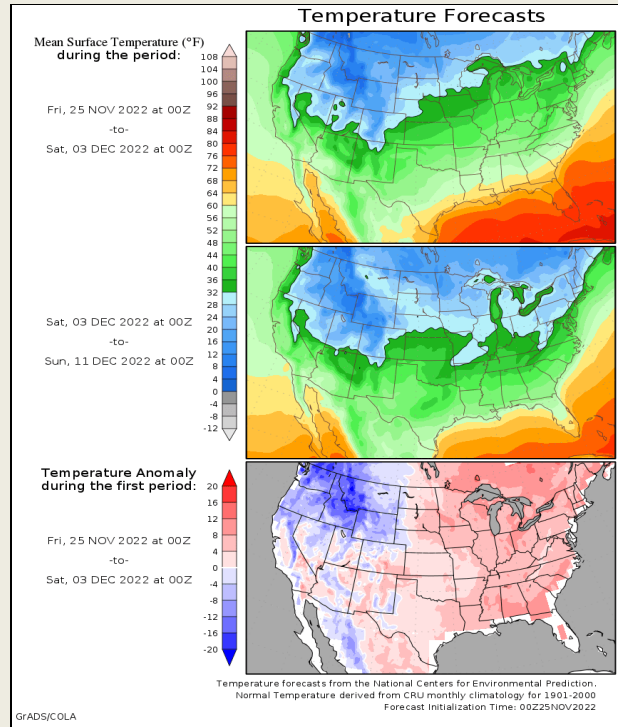 Temperature Forecasts
Mean Surface Temperature (°F)
during the period:
108
104
100
96
92
88
84
80
76
72
68
64
60
56
52
48
44
40
36
32
28
24
20
16
12
8
4
0
-4
-8
-12
Fri, 25 NOV 2022 at 00Z
-to-
Sat, 03 DEC 2022 at 00Z
Sat, 03 DEC 2022 at 00Z
-to-
Sun, 11 DEC 2022 at 00Z
Temperature Anomaly
during the first period:
20
16
12
8
4
0
-4
-8
-12
-16
-20
Fri, 25 NOV 2022 at 00Z
-to-
Sat, 03 DEC 2022 at 00Z
Temperature forecasts from the National Centers for Environmental Prediction.
Normal Temperature derived from CRU monthly climatology for 1901-2000
Forecast Initialization Time: 00Z25NOV2022
GrADS/COLA